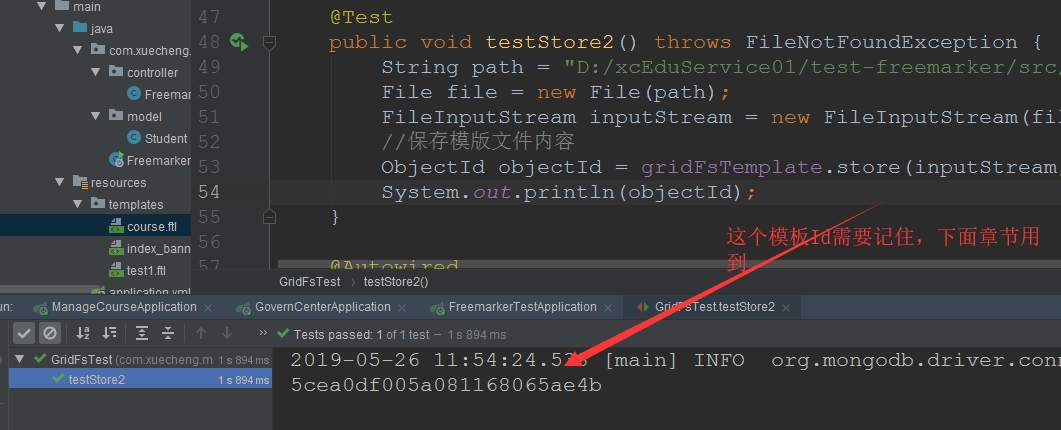 main
java
com.xuecheng.
controller
Freemar
model
Student
Freemarker
resources
templates
course.ftl
index_bann
test1.ftl
application.yml
47 @Test
48 public void testStore2() throws FileNotFoundException {
49 String path = "D:/xcEduService01/test-freemarker/src/
50 File file = new File(path);
51 FileInputStream inputStream = new FileInputStream(fil
52 //保存模版文件内容
53 ObjectId objectId = gridFsTemplate.store(inputStream,
54 System.out.println(objectId);
55 }
56
57 @Autowired
这个模板Id需要记住，下面章节用
到
GridFsTest › testStore2()
un: ManageCourseApplication × GovernCenterApplication × FreemarkerTestApplication × GridFsTest.testStore2 ×
» Tests passed: 1 of 1 test – 1 s 894 ms
GridFsTest (com.xuecheng.m 1 s 894 ms
testStore2 1 s 894 ms
2019-05-26 11:54:24.5 [main] INFO org.mongodb.driver.conn
5cea0df005a081168065ae4b